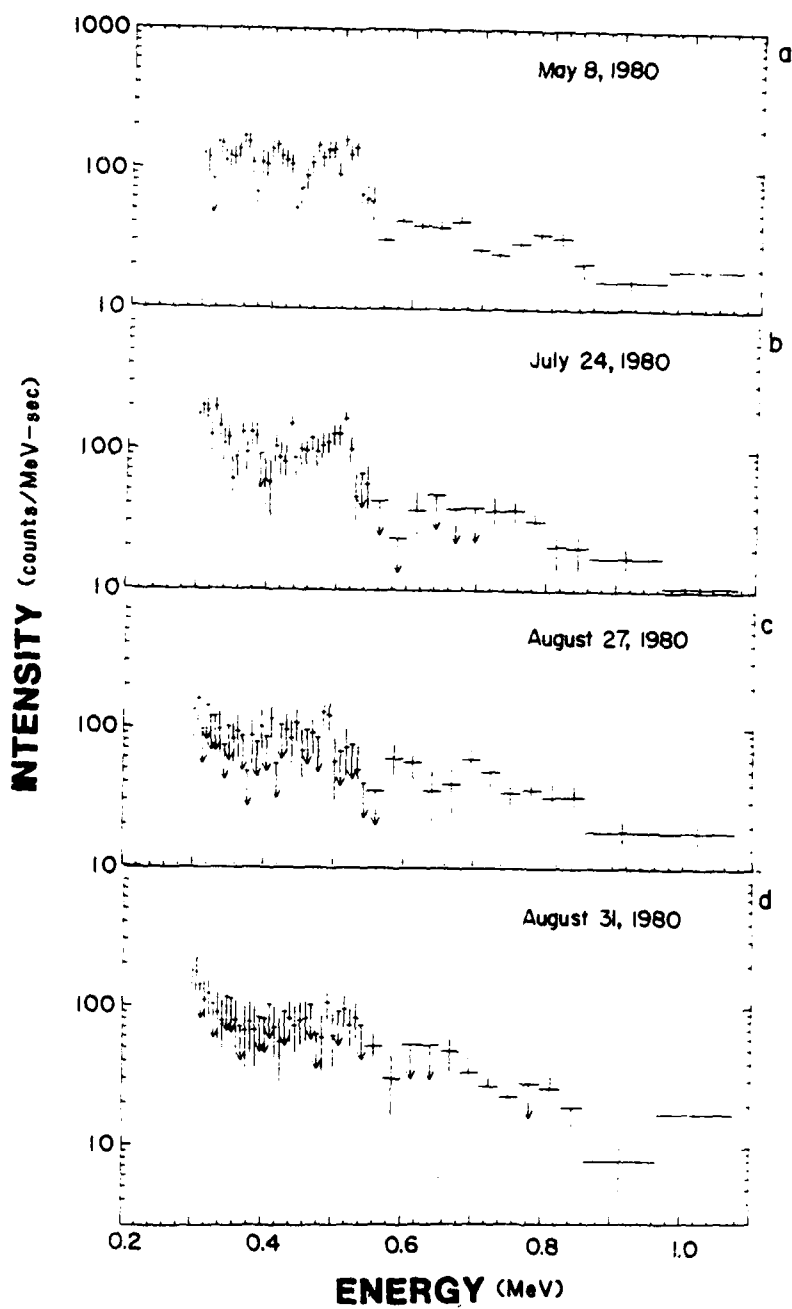 1000
a
May 8, 1980
100
10
b
July 24, 1980
100
10
c
August 27, 1980
100
10
d
August 31, 1980
100
10
INTENSITY (counts/MeV-sec)
0.2 0.4 0.6 0.8 1.0
ENERGY (MeV)